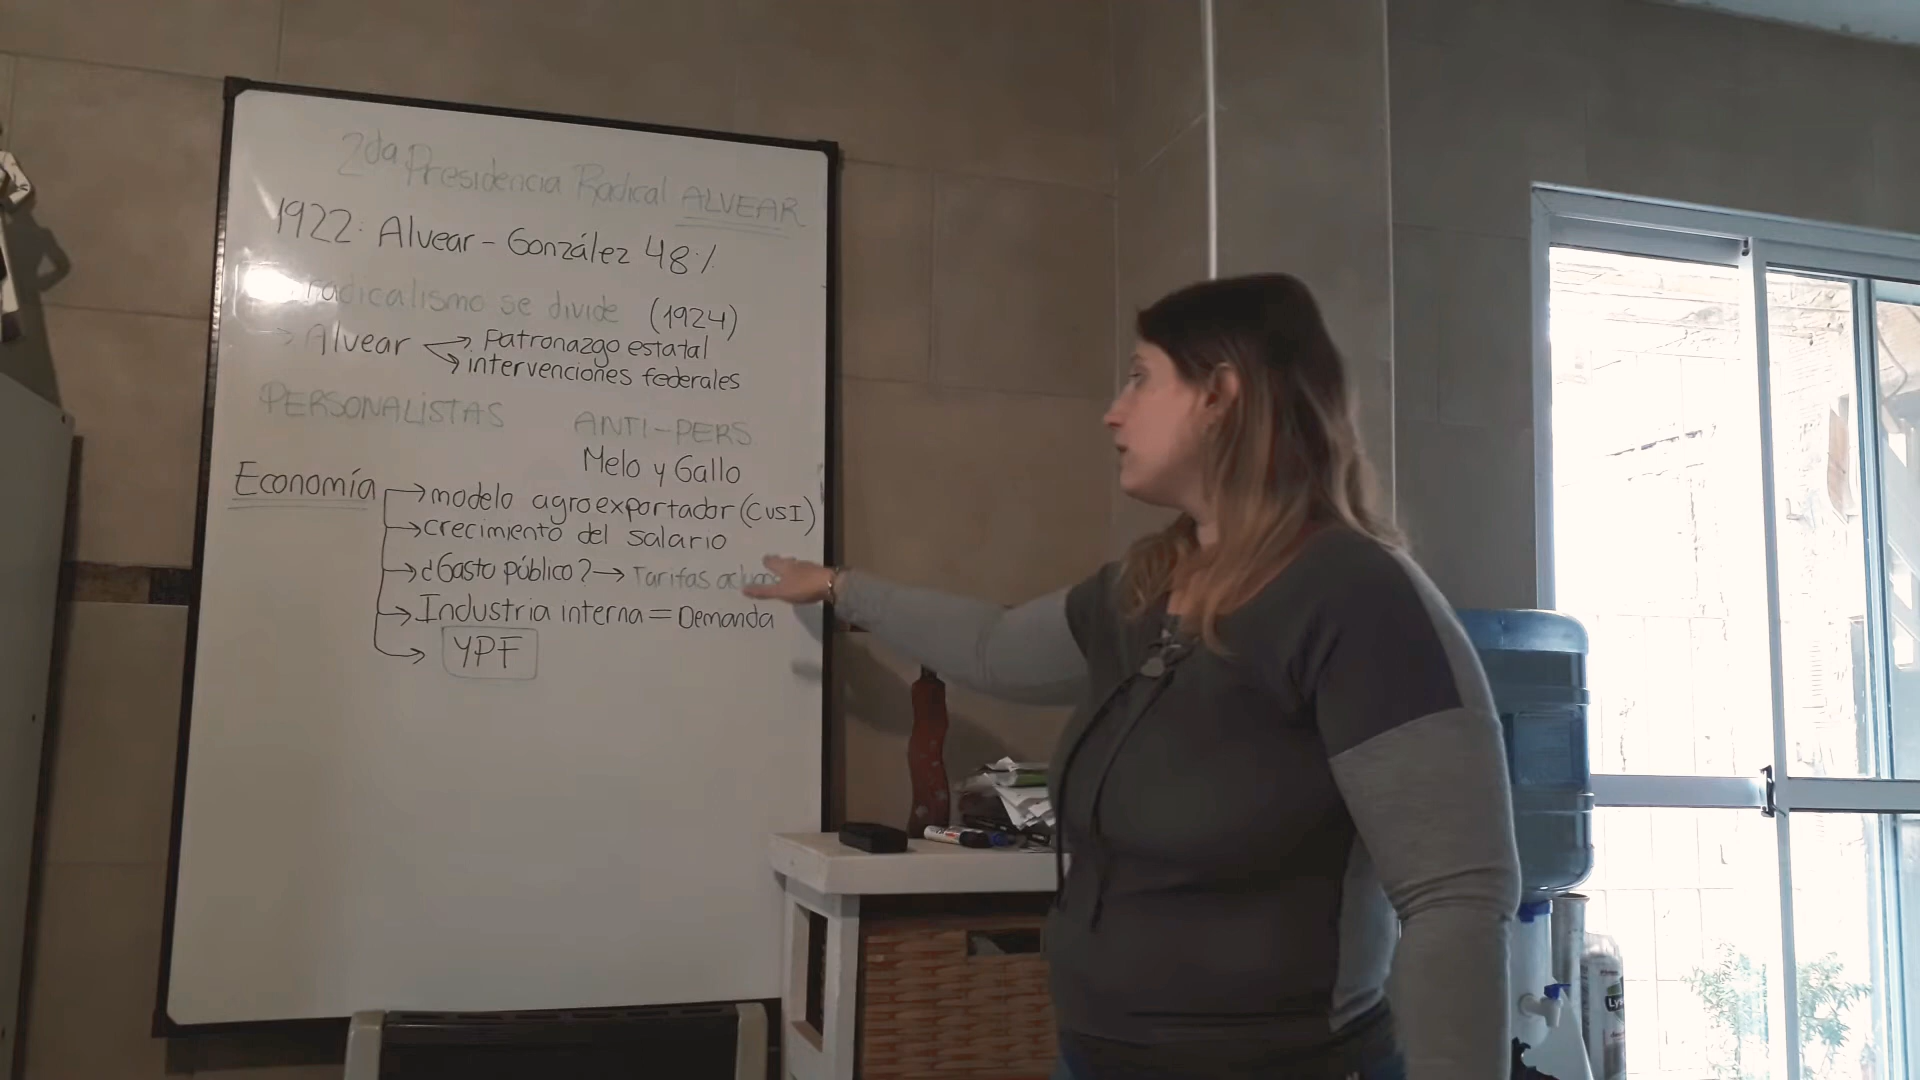 2da Presidencia Radical ALVEAR
1922: Alvear - González 48%
radicalismo se divide (1924)
→ Alvear → Patronazgo estatal
→ intervenciones federales
PERSONALISTAS ANTI-PERS.
Melo y Gallo
Economía → modelo agroexportador (CUSI)
→ crecimiento del salario
→ ¿Gasto público? → Tarifas
→ Industria interna = Demanda
→ YPF
Lys